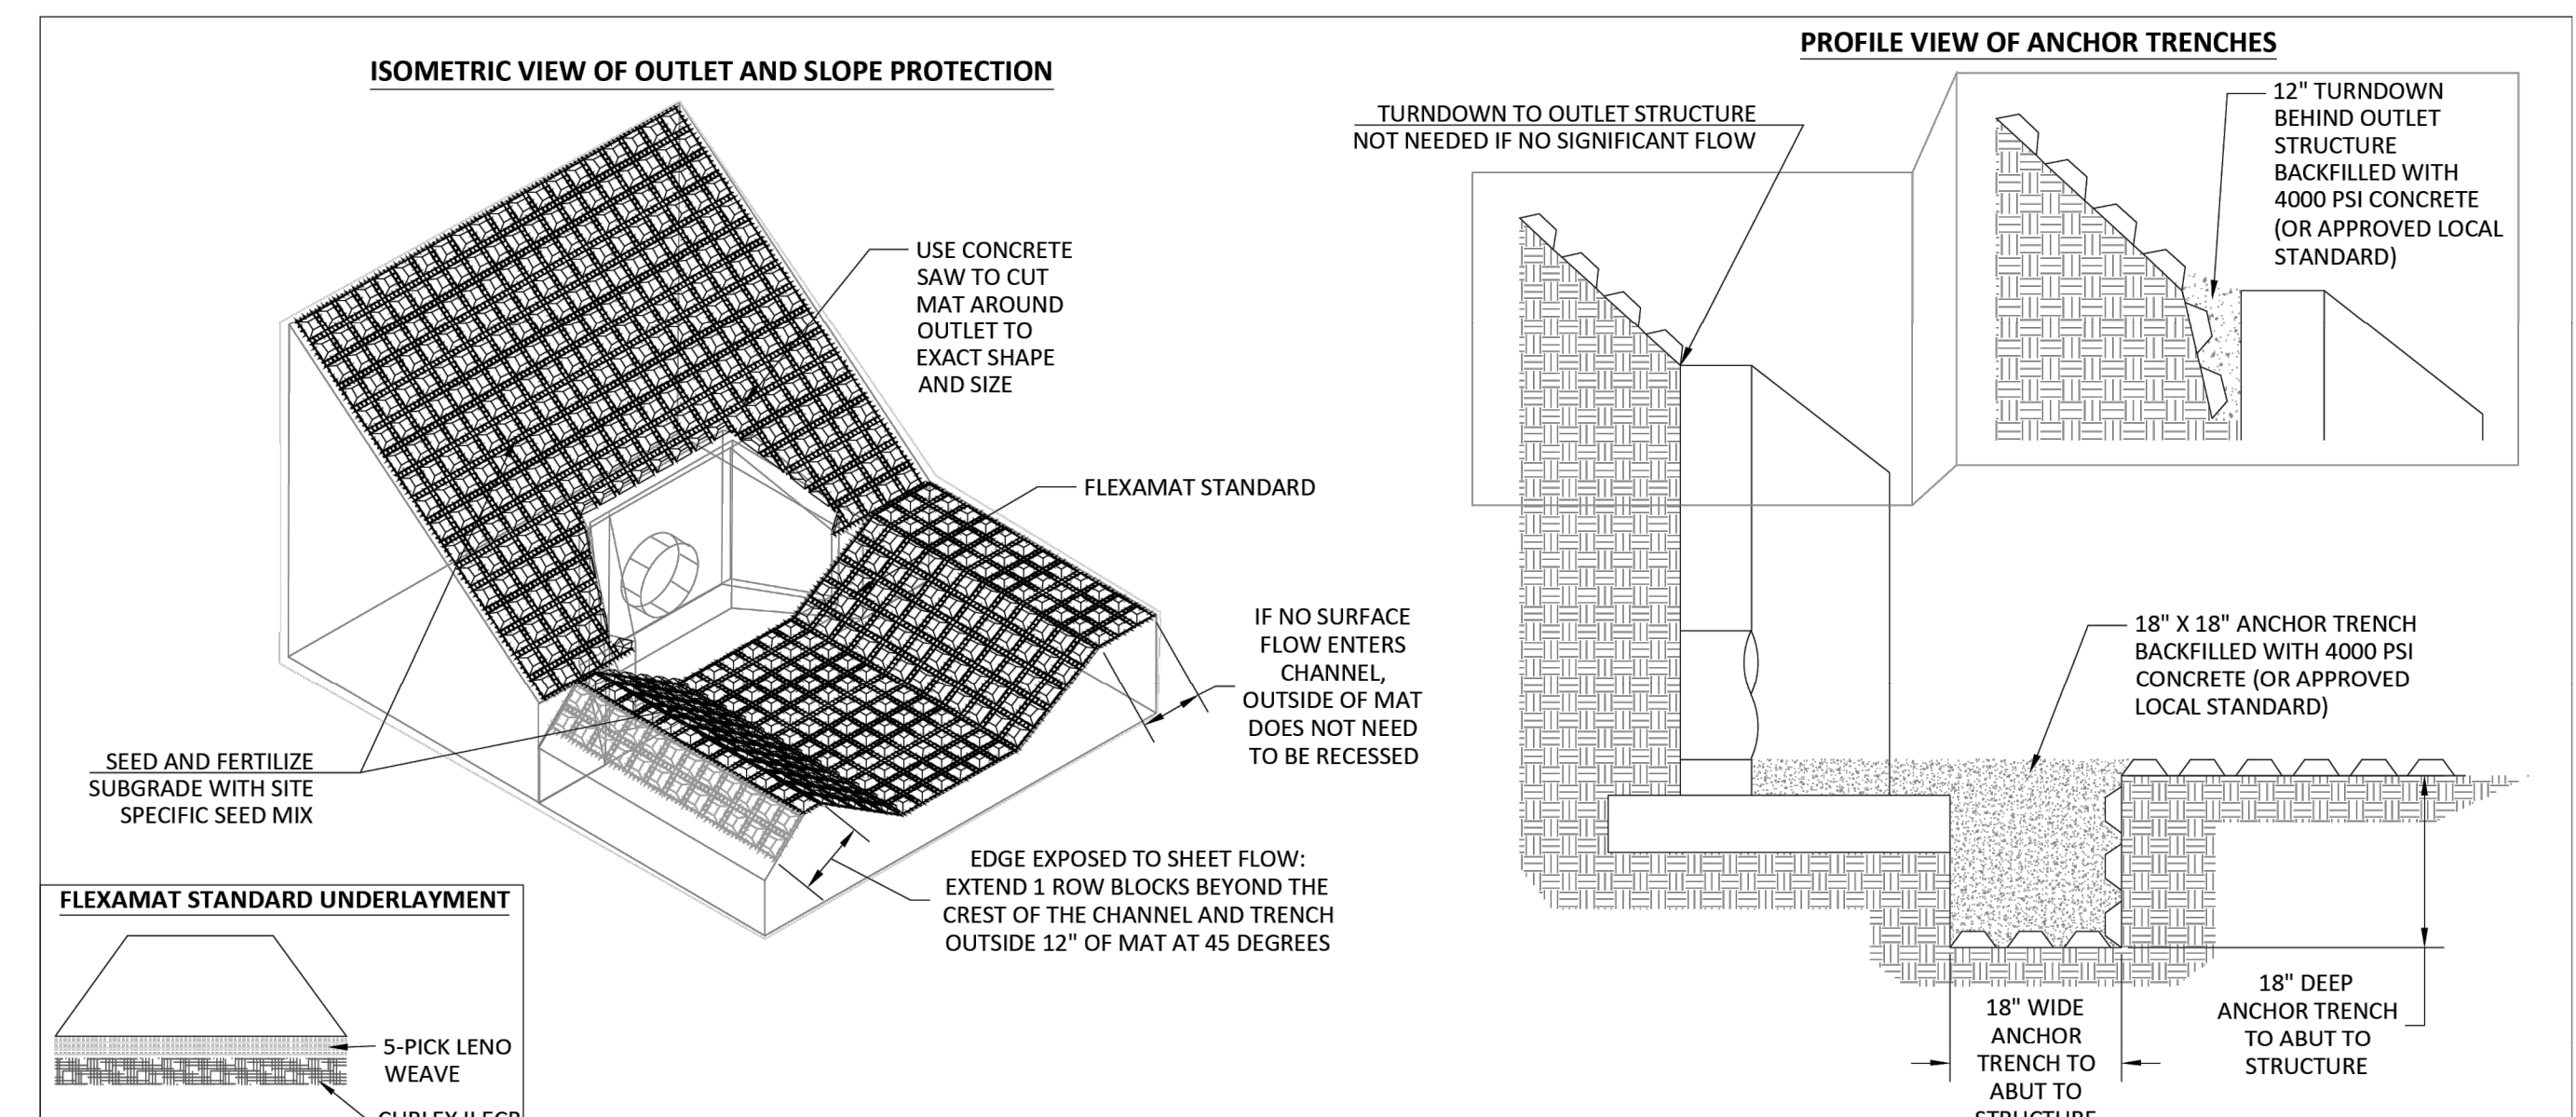 ISOMETRIC VIEW OF OUTLET AND SLOPE PROTECTION
USE CONCRETE
SAW TO CUT
MAT AROUND
OUTLET TO
EXACT SHAPE
AND SIZE
FLEXAMAT STANDARD
IF NO SURFACE
FLOW ENTERS
CHANNEL,
OUTSIDE OF MAT
DOES NOT NEED
TO BE RECESSED
SEED AND FERTILIZE
SUBGRADE WITH SITE
SPECIFIC SEED MIX
EDGE EXPOSED TO SHEET FLOW:
EXTEND 1 ROW BLOCKS BEYOND THE
CREST OF THE CHANNEL AND TRENCH
OUTSIDE 12" OF MAT AT 45 DEGREES
FLEXAMAT STANDARD UNDERLAYMENT
5-PICK LENO
WEAVE
PROFILE VIEW OF ANCHOR TRENCHES
TURNDOWN TO OUTLET STRUCTURE
NOT NEEDED IF NO SIGNIFICANT FLOW
12" TURNDOWN
BEHIND OUTLET
STRUCTURE
BACKFILLED WITH
4000 PSI CONCRETE
(OR APPROVED LOCAL
STANDARD)
18" X 18" ANCHOR TRENCH
BACKFILLED WITH 4000 PSI
CONCRETE (OR APPROVED
LOCAL STANDARD)
18" WIDE
ANCHOR
TRENCH TO
ABUT TO
STRUCTURE
18" DEEP
ANCHOR TRENCH
TO ABUT TO
STRUCTURE